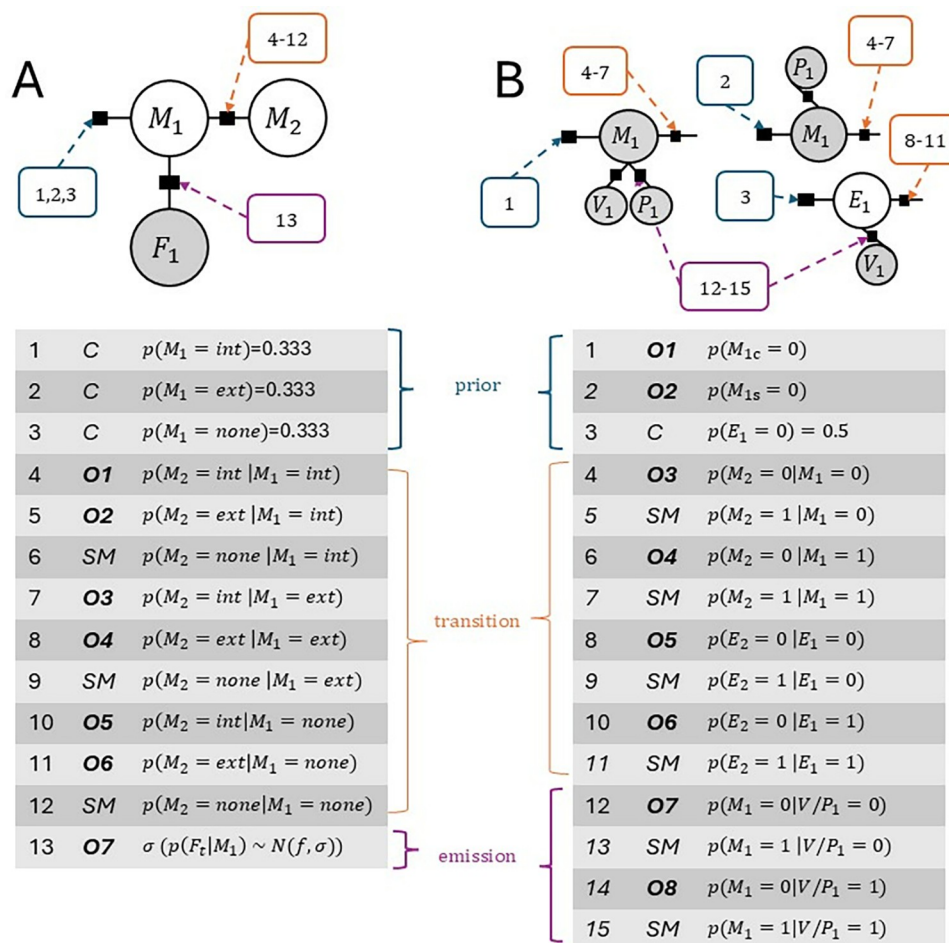 A
4-12
M₁
M₂
1,2,3
13
F₁
B
4-7
2
P₁
4-7
M₁
M₁
8-11
1
V₁
P₁
3
E₁
12-15
V₁
1 C p(M₁ = int)=0.333
2 C p(M₁ = ext)=0.333
3 C p(M₁ = none)=0.333
4 O1 p(M₂ = int |M₁ = int)
5 O2 p(M₂ = ext |M₁ = int)
6 SM p(M₂ = none |M₁ = int)
7 O3 p(M₂ = int |M₁ = ext)
8 O4 p(M₂ = ext |M₁ = ext)
9 SM p(M₂ = none |M₁ = ext)
10 O5 p(M₂ = int|M₁ = none)
11 O6 p(M₂ = ext|M₁ = none)
12 SM p(M₂ = none|M₁ = none)
13 O7 σ (p(Fₜ|M₁) ~ N(f, σ))
prior
transition
emission
1 O1 p(M₁c = 0)
2 O2 p(M₁s = 0)
3 C p(E₁ = 0) = 0.5
4 O3 p(M₂ = 0|M₁ = 0)
5 SM p(M₂ = 1 |M₁ = 0)
6 O4 p(M₂ = 0 |M₁ = 1)
7 SM p(M₂ = 1 |M₁ = 1)
8 O5 p(E₂ = 0 |E₁ = 0)
9 SM p(E₂ = 1 |E₁ = 0)
10 O6 p(E₂ = 0 |E₁ = 1)
11 SM p(E₂ = 1 |E₁ = 1)
12 O7 p(M₁ = 0|V/P₁ = 0)
13 SM p(M₁ = 1 |V/P₁ = 0)
14 O8 p(M₁ = 0|V/P₁ = 1)
15 SM p(M₁ = 1|V/P₁ = 1)